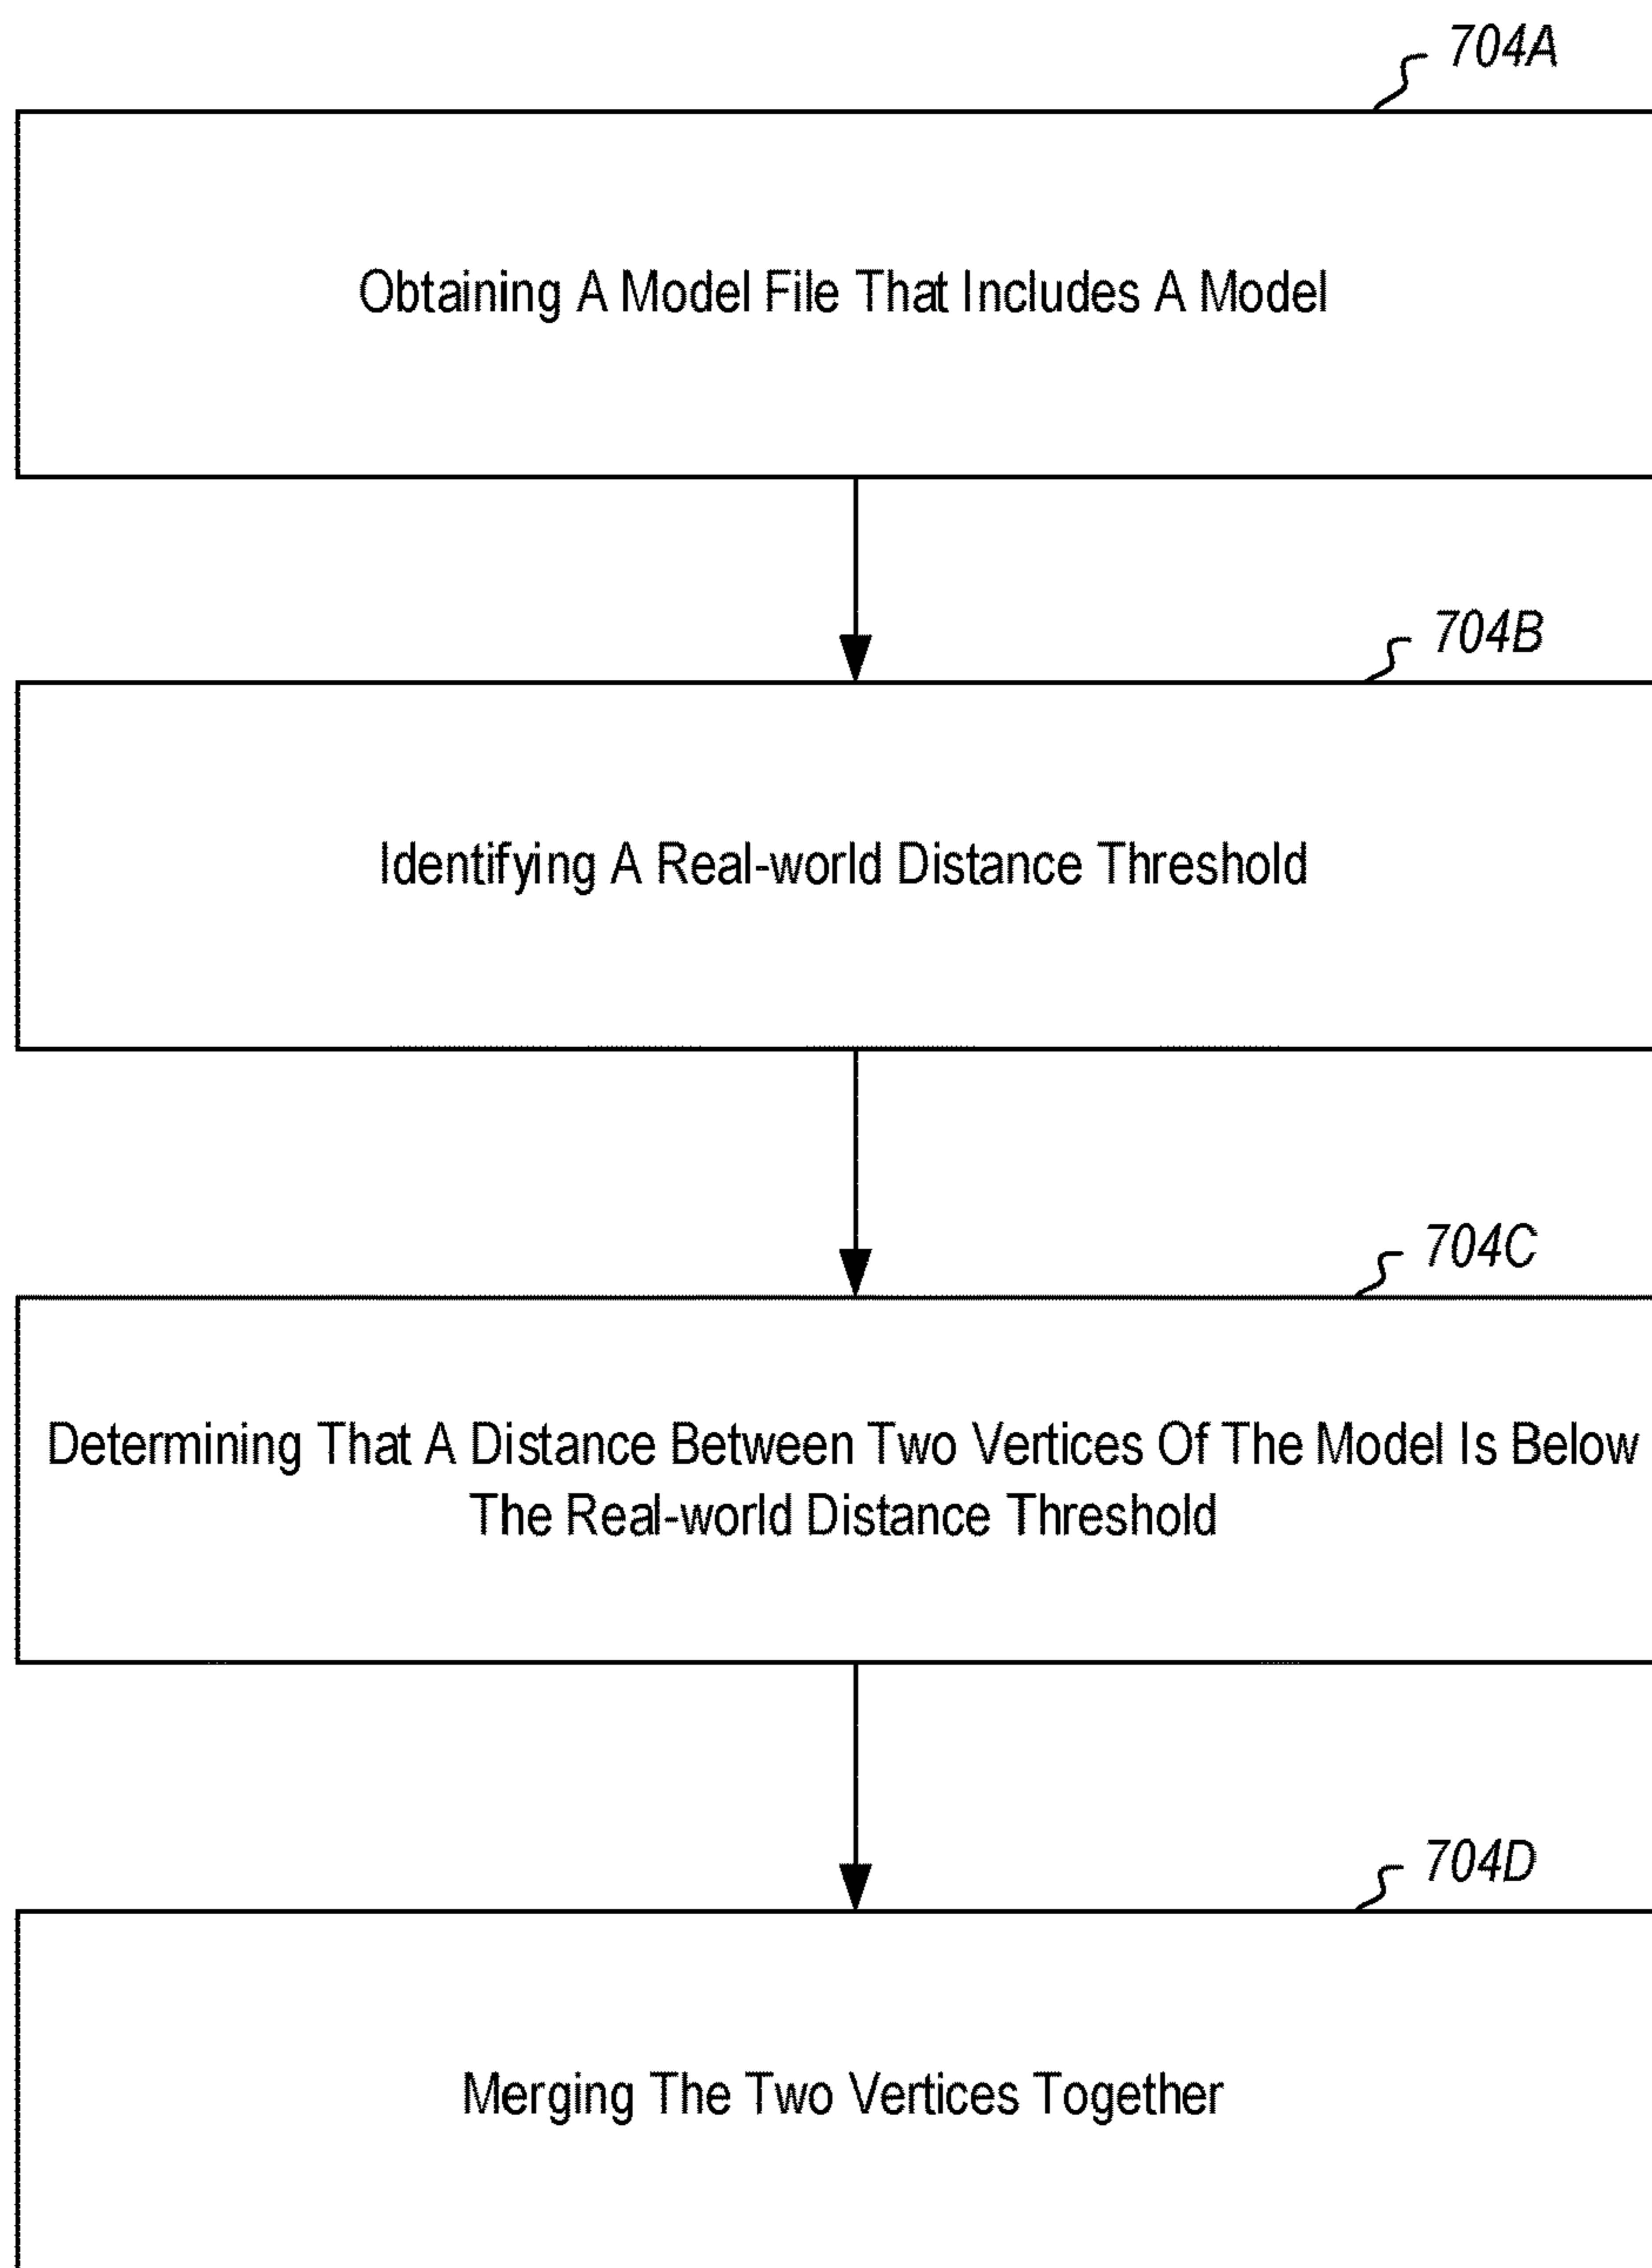 704A
Obtaining A Model File That Includes A Model
704B
Identifying A Real-world Distance Threshold
704C
Determining That A Distance Between Two Vertices Of The Model Is Below
The Real-world Distance Threshold
704D
Merging The Two Vertices Together